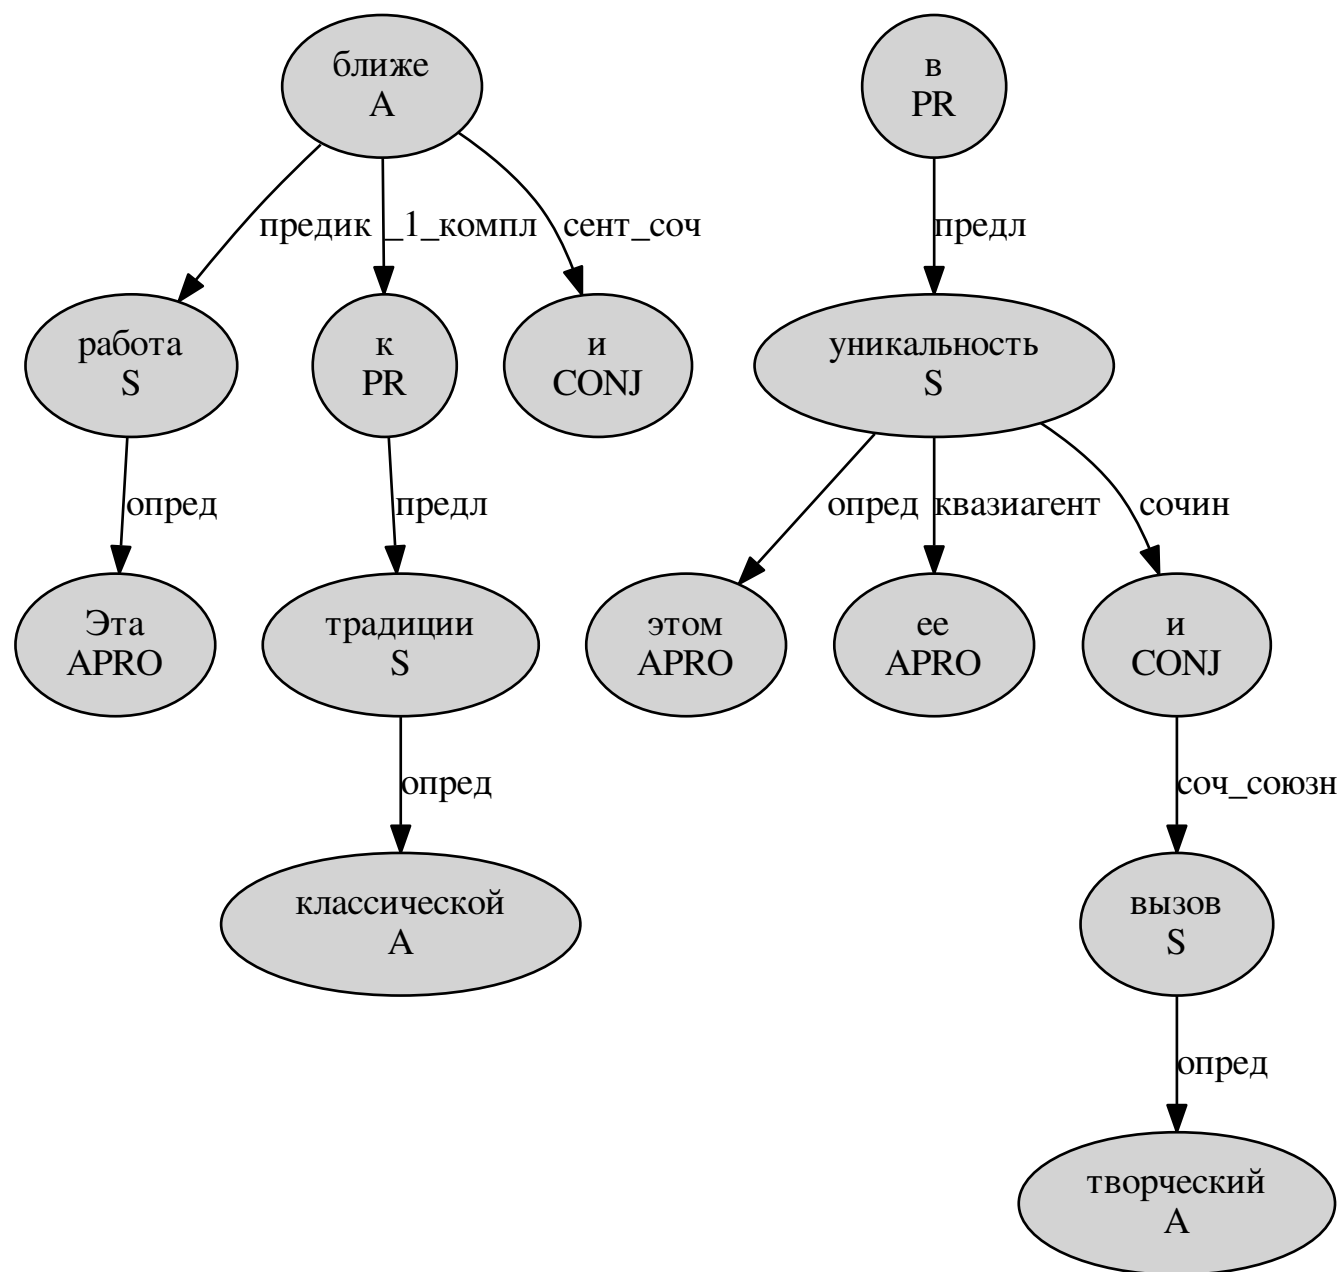 ближе
A
в
PR
предик
_1_компл
сент_соч
предл
работа
S
к
PR
и
CONJ
уникальность
S
опред
предл
опред
квазиагент
сочин
Эта
APRO
традиции
S
этом
APRO
ее
APRO
и
CONJ
опред
соч_союзн
классической
A
вызов
S
опред
творческий
A